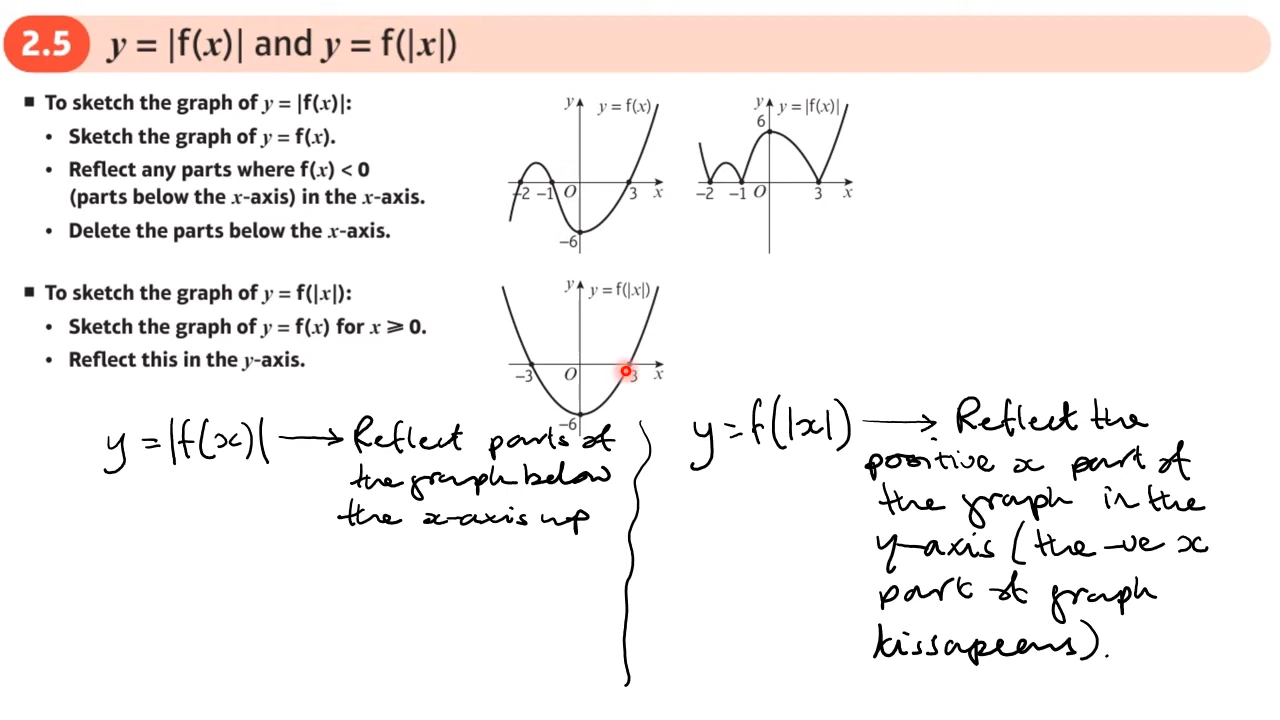 2.5 y = |f(x)| and y = f(|x|)
■ To sketch the graph of y = |f(x)|:
• Sketch the graph of y = f(x).
• Reflect any parts where f(x) < 0
(parts below the x-axis) in the x-axis.
• Delete the parts below the x-axis.
y y = f(x)
-2 -1 O 3 x
-6
y y = |f(x)|
6
-2 -1 O 3 x
■ To sketch the graph of y = f(|x|):
• Sketch the graph of y = f(x) for x ⩾ 0.
• Reflect this in the y-axis.
y y = f(|x|)
-3 O 3 x
-6
y = |f(x)| → Reflect parts of
the graph below
the x-axis up
y = f(|x|) → Reflect the
positive x part of
the graph in the
y-axis (the -ve x
part of graph
kissapears).